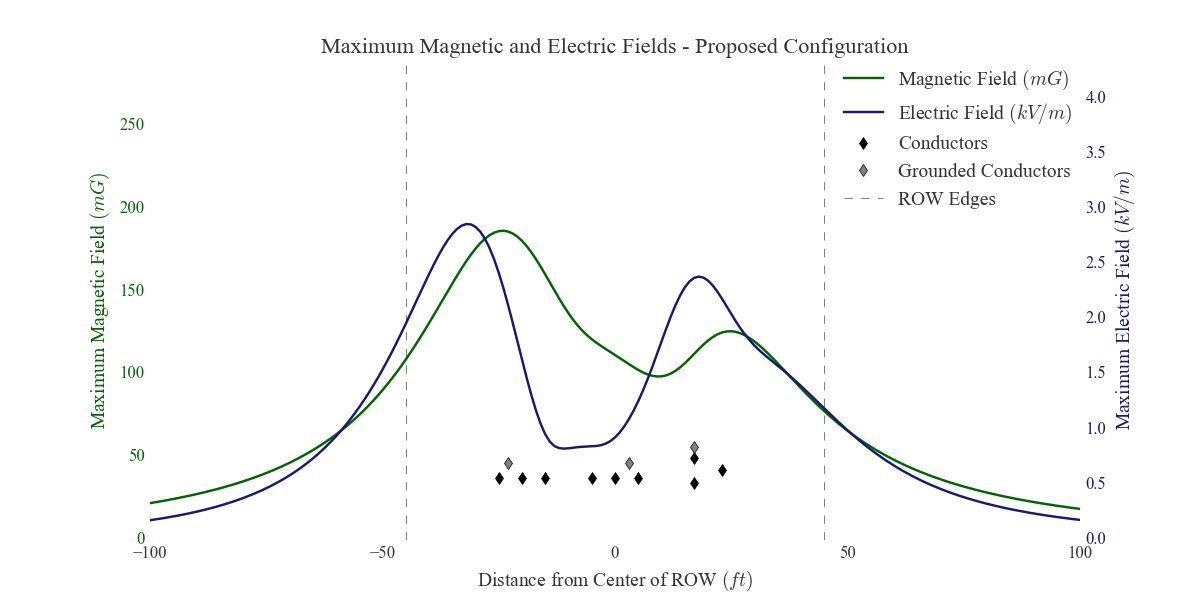 Maximum Magnetic and Electric Fields - Proposed Configuration
Magnetic Field (mG)
Electric Field (kV/m)
Conductors
Grounded Conductors
ROW Edges
Maximum Magnetic Field (mG)
250
200
150
100
50
0
4.0
3.5
3.0
2.5
2.0
1.5
1.0
0.5
0.0
Maximum Electric Field (kV/m)
−100
−50
0
50
100
Distance from Center of ROW (ft)